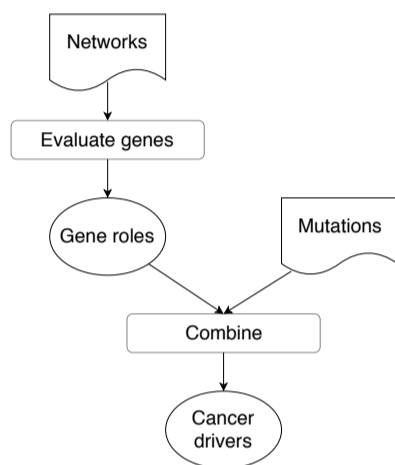 Networks
Evaluate genes
Gene roles
Mutations
Combine
Cancer
drivers